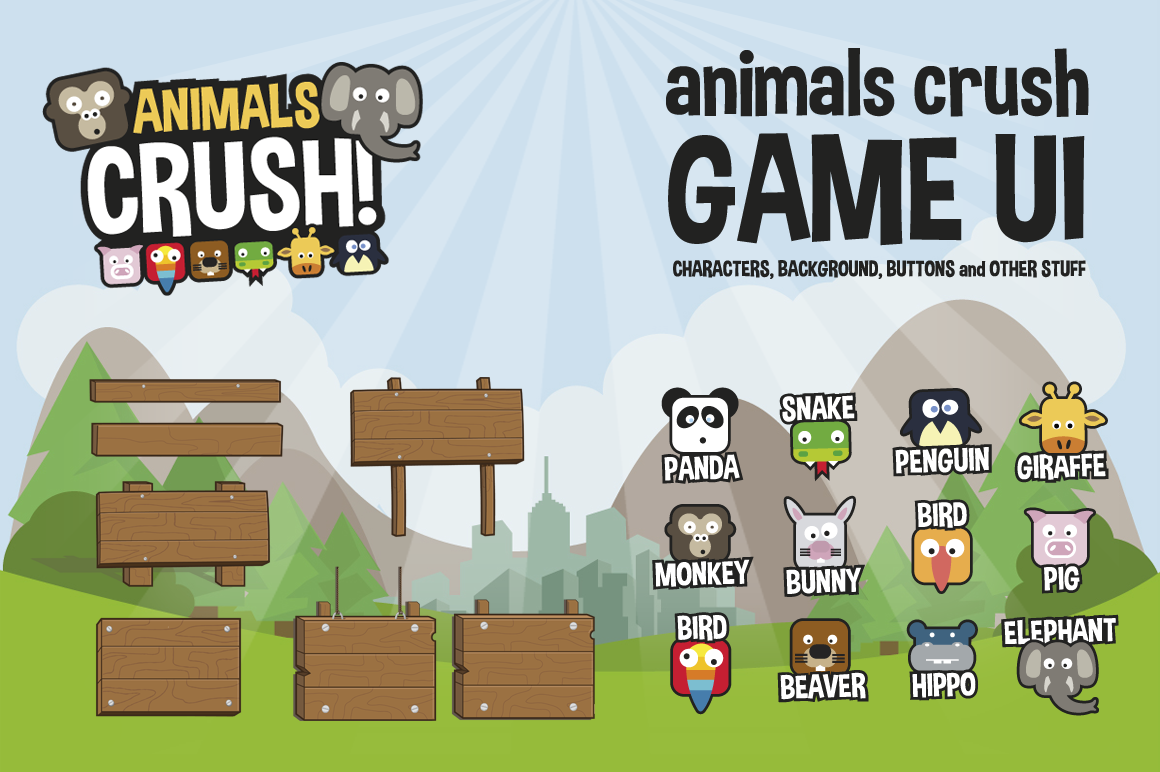 ANIMALS
CRUSH!
animals crush
GAME UI
CHARACTERS, BACKGROUND, BUTTONS and OTHER STUFF
PANDA
SNAKE
PENGUIN
GIRAFFE
MONKEY
BUNNY
BIRD
PIG
BIRD
BEAVER
HIPPO
ELEPHANT